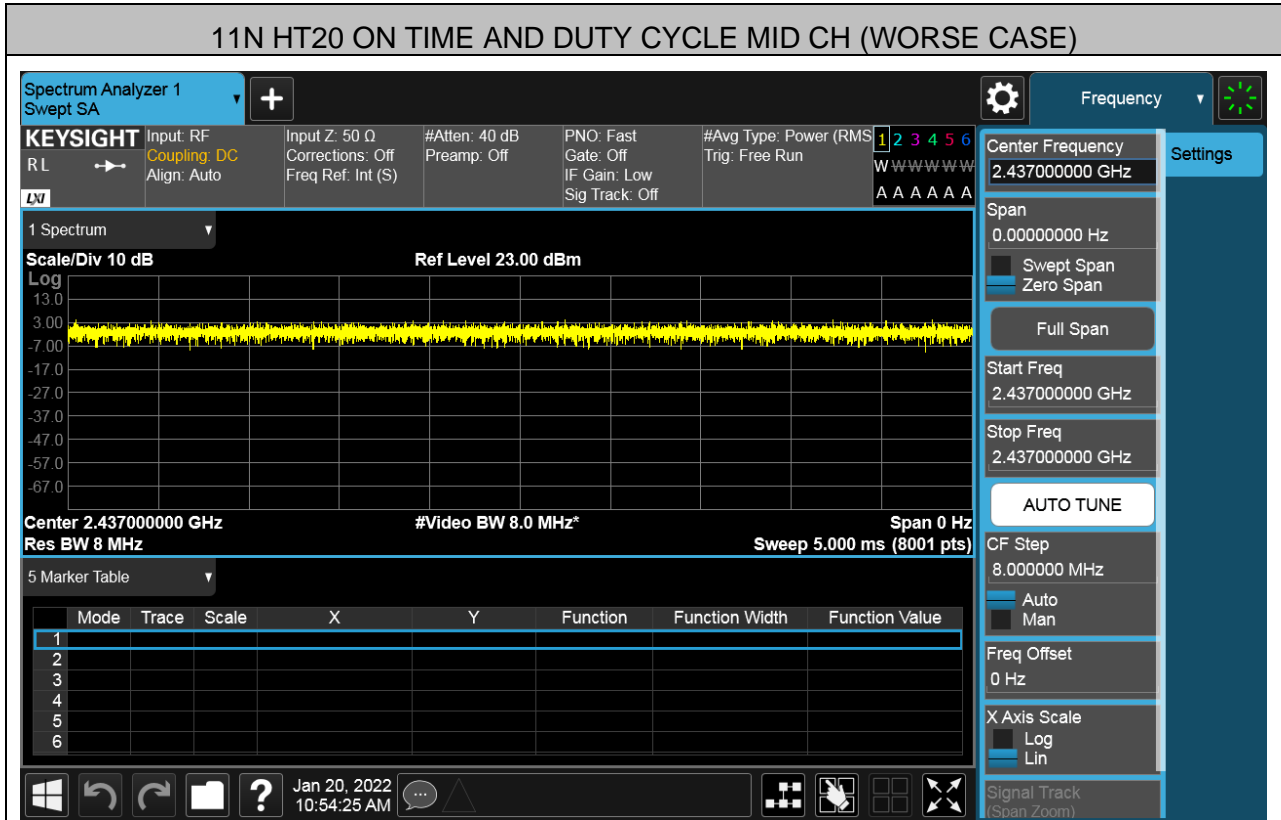 11N HT20 ON TIME AND DUTY CYCLE MID CH (WORSE CASE)
Spectrum Analyzer 1
Swept SA
+
Frequency
KEYSIGHT
RL
LXI
Input: RF
Coupling: DC
Align: Auto
Input Z: 50 Ω
Corrections: Off
Freq Ref: Int (S)
#Atten: 40 dB
Preamp: Off
PNO: Fast
Gate: Off
IF Gain: Low
Sig Track: Off
#Avg Type: Power (RMS
Trig: Free Run
1 2 3 4 5 6
W W W W W W
A A A A A A
1 Spectrum
Scale/Div 10 dB
Ref Level 23.00 dBm
Log
13.0
3.00
-7.00
-17.0
-27.0
-37.0
-47.0
-57.0
-67.0
Center 2.437000000 GHz
#Video BW 8.0 MHz*
Span 0 Hz
Res BW 8 MHz
Sweep 5.000 ms (8001 pts)
5 Marker Table
Mode Trace Scale X Y Function Function Width Function Value
1
2
3
4
5
6
?
Jan 20, 2022
10:54:25 AM
Center Frequency
2.437000000 GHz
Settings
Span
0.00000000 Hz
Swept Span
Zero Span
Full Span
Start Freq
2.437000000 GHz
Stop Freq
2.437000000 GHz
AUTO TUNE
CF Step
8.000000 MHz
Auto
Man
Freq Offset
0 Hz
X Axis Scale
Log
Lin
Signal Track
(Span Zoom)